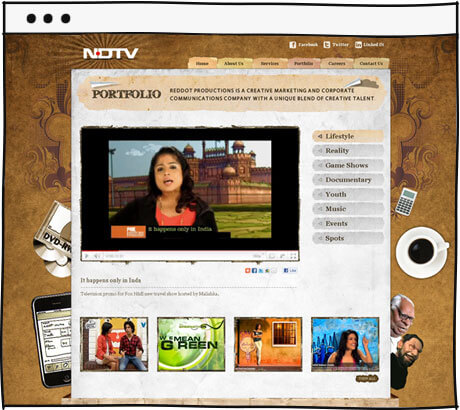 NDTV
Facebook Twitter Linked IN
Home About Us Services Portfolio Careers Contact Us
PORTFOLIO
REDDOT PRODUCTIONS IS A CREATIVE MARKETING AND CORPORATE
COMMUNICATIONS COMPANY WITH A UNIQUE BLEND OF CREATIVE TALENT.
Lifestyle
Reality
Game Shows
Documentary
Youth
Music
Events
Spots
it happens only in India
DVD-RW
Like
It happens only in Inda
Television promo for Fox
new travel show hosted by
WE MEAN
GREEN